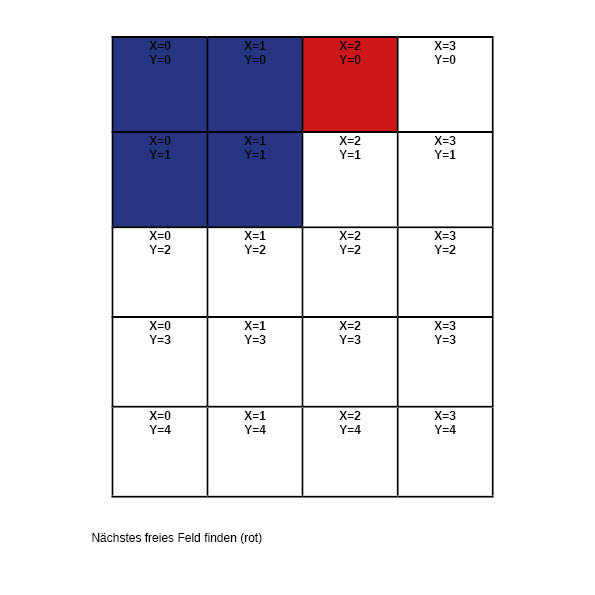 X=0 X=1 X=2 X=3
Y=0 Y=0 Y=0 Y=0
X=0 X=1 X=2 X=3
Y=1 Y=1 Y=1 Y=1
X=0 X=1 X=2 X=3
Y=2 Y=2 Y=2 Y=2
X=0 X=1 X=2 X=3
Y=3 Y=3 Y=3 Y=3
X=0 X=1 X=2 X=3
Y=4 Y=4 Y=4 Y=4
Nächstes freies Feld finden (rot)